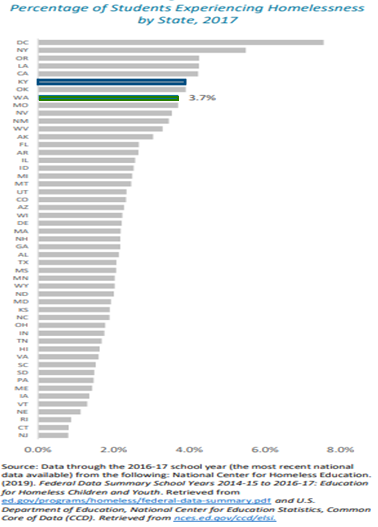 Percentage of Students Experiencing Homelessness
by State, 2017
DC
NY
OR
LA
CA
KY
OK
WA 3.7%
MO
NV
NM
WV
AK
FL
AR
IL
ID
MI
MT
UT
CO
AZ
WI
DE
MA
NH
GA
AL
TX
MS
MN
WY
ND
MD
KS
NC
OH
IN
TN
HI
VA
SC
SD
PA
ME
IA
VT
NE
RI
CT
NJ
0.0% 2.0% 4.0% 6.0% 8.0%
Source: Data through the 2016-17 school year (the most recent national
data available) from the following: National Center for Homeless Education.
(2019). Federal Data Summary School Years 2014-15 to 2016-17: Education
for Homeless Children and Youth. Retrieved from
ed.gov/programs/homeless/federal-data-summary.pdf and U.S.
Department of Education, National Center for Education Statistics, Common
Core of Data (CCD). Retrieved from nces.ed.gov/ccd/elsi.